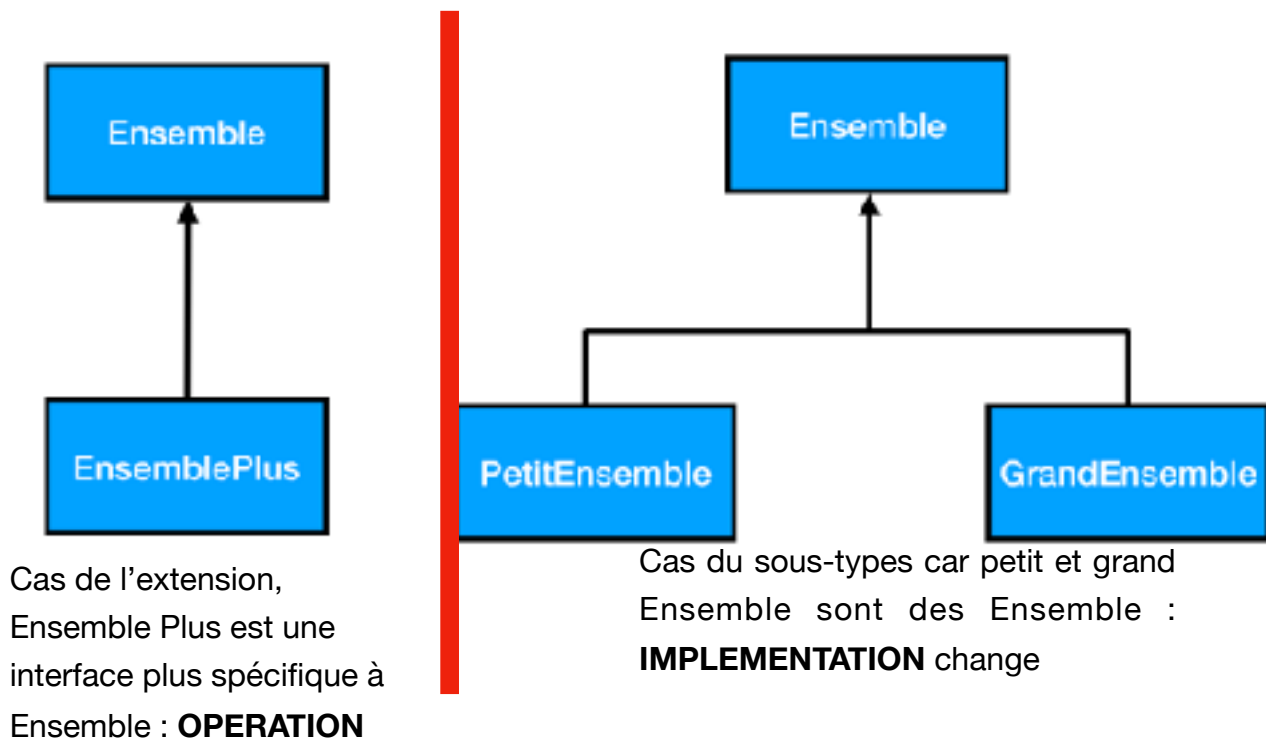 Ensemble
EnsemblePlus
Cas de l’extension,
Ensemble Plus est une
interface plus spécifique à
Ensemble : OPERATION
Ensemble
PetitEnsemble
GrandEnsemble
Cas du sous-types car petit et grand
Ensemble sont des Ensemble :
IMPLEMENTATION change